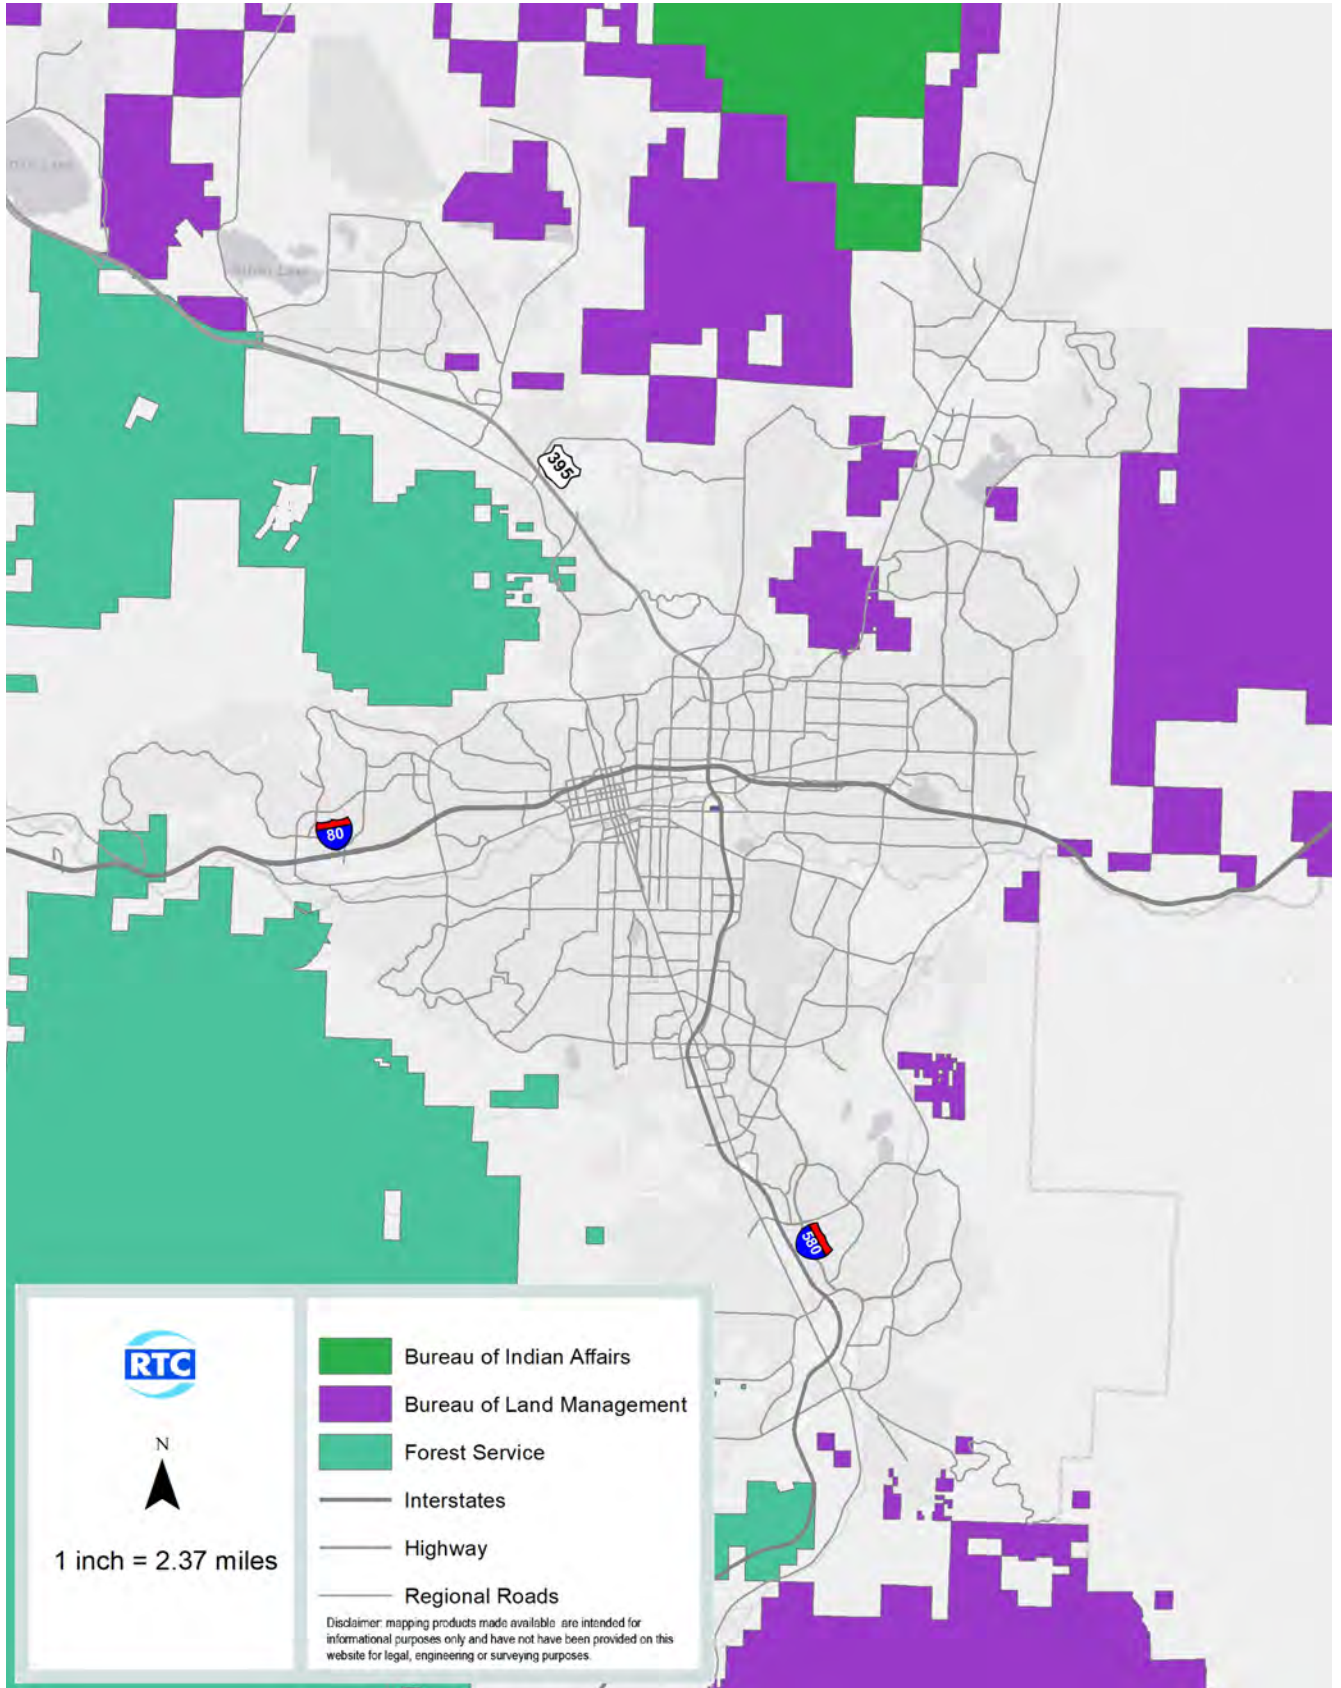 395
80
580
RTC
N
1 inch = 2.37 miles
Bureau of Indian Affairs
Bureau of Land Management
Forest Service
Interstates
Highway
Regional Roads
Disclaimer: mapping products made available are intended for
informational purposes only and have not have been provided on this
website for legal, engineering or surveying purposes.